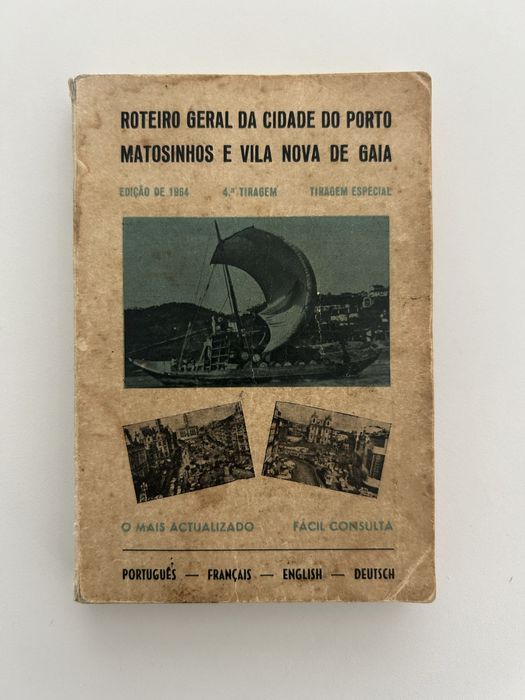 ROTEIRO GERAL DA CIDADE DO PORTO
MATOSINHOS E VILA NOVA DE GAIA
EDIÇÃO DE 1964 4.ª TIRAGEM TIRAGEM ESPECIAL
O MAIS ACTUALIZADO FÁCIL CONSULTA
PORTUGUÊS — FRANÇAIS — ENGLISH — DEUTSCH